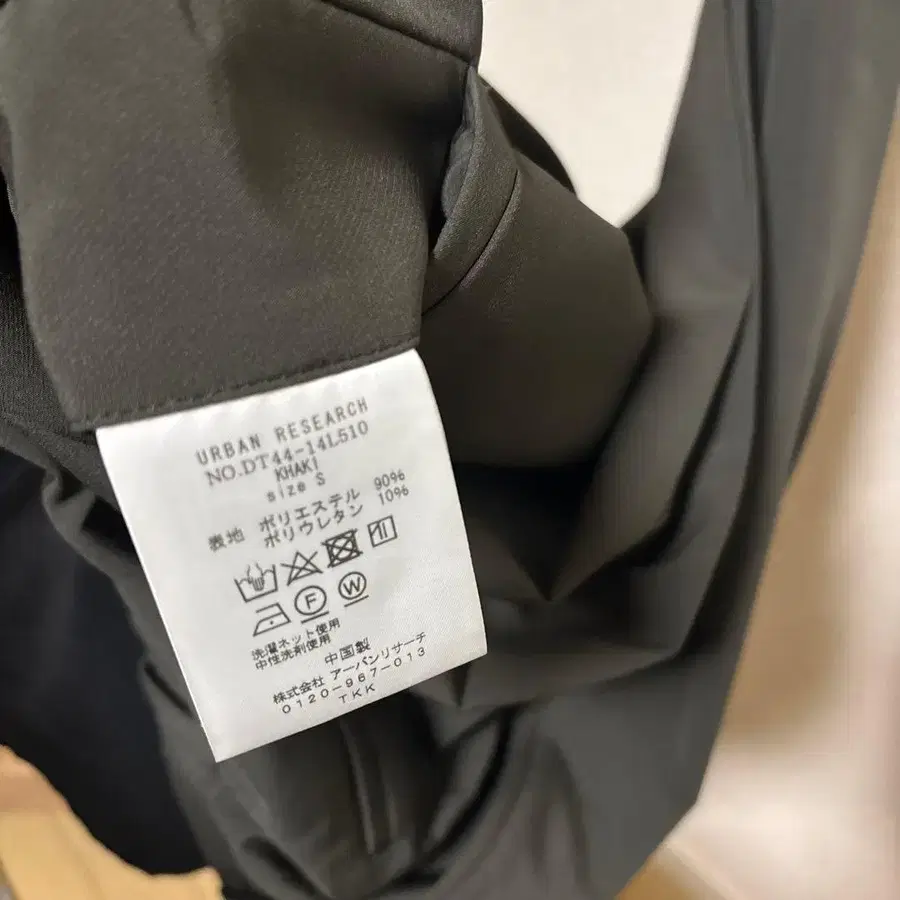 URBAN RESEARCH
NO.DT44-14L510
KHAKI
size S
表地 ポリエステル 90%
ポリウレタン 10%
F W
洗濯ネット使用
中性洗剤使用
中国製
株式会社 アーバンリサーチ
0120-967-013
TKK